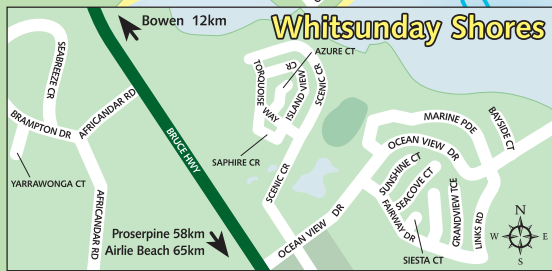 Whitsunday Shores
Bowen 12km
AZURE CT
SEABREEZE CR
TORQUOISE WAY
CR
ISLAND VIEW
SCENIC CR
BRAMPTON DR
AFRICANDAR RD
BRUCE HWY
MARINE PDE
BAYSIDE CT
OCEAN VIEW DR
SAPHIRE CR
YARRAWONGA CT
SUNSHINE CT
SEACOVE CT
SCENIC CR
AFRICANDAR RD
FAIRWAY DR
GRANDVIEW TCE
LINKS RD
OCEAN VIEW DR
SIESTA CT
Proserpine 58km
Airlie Beach 65km
N
W
E
S